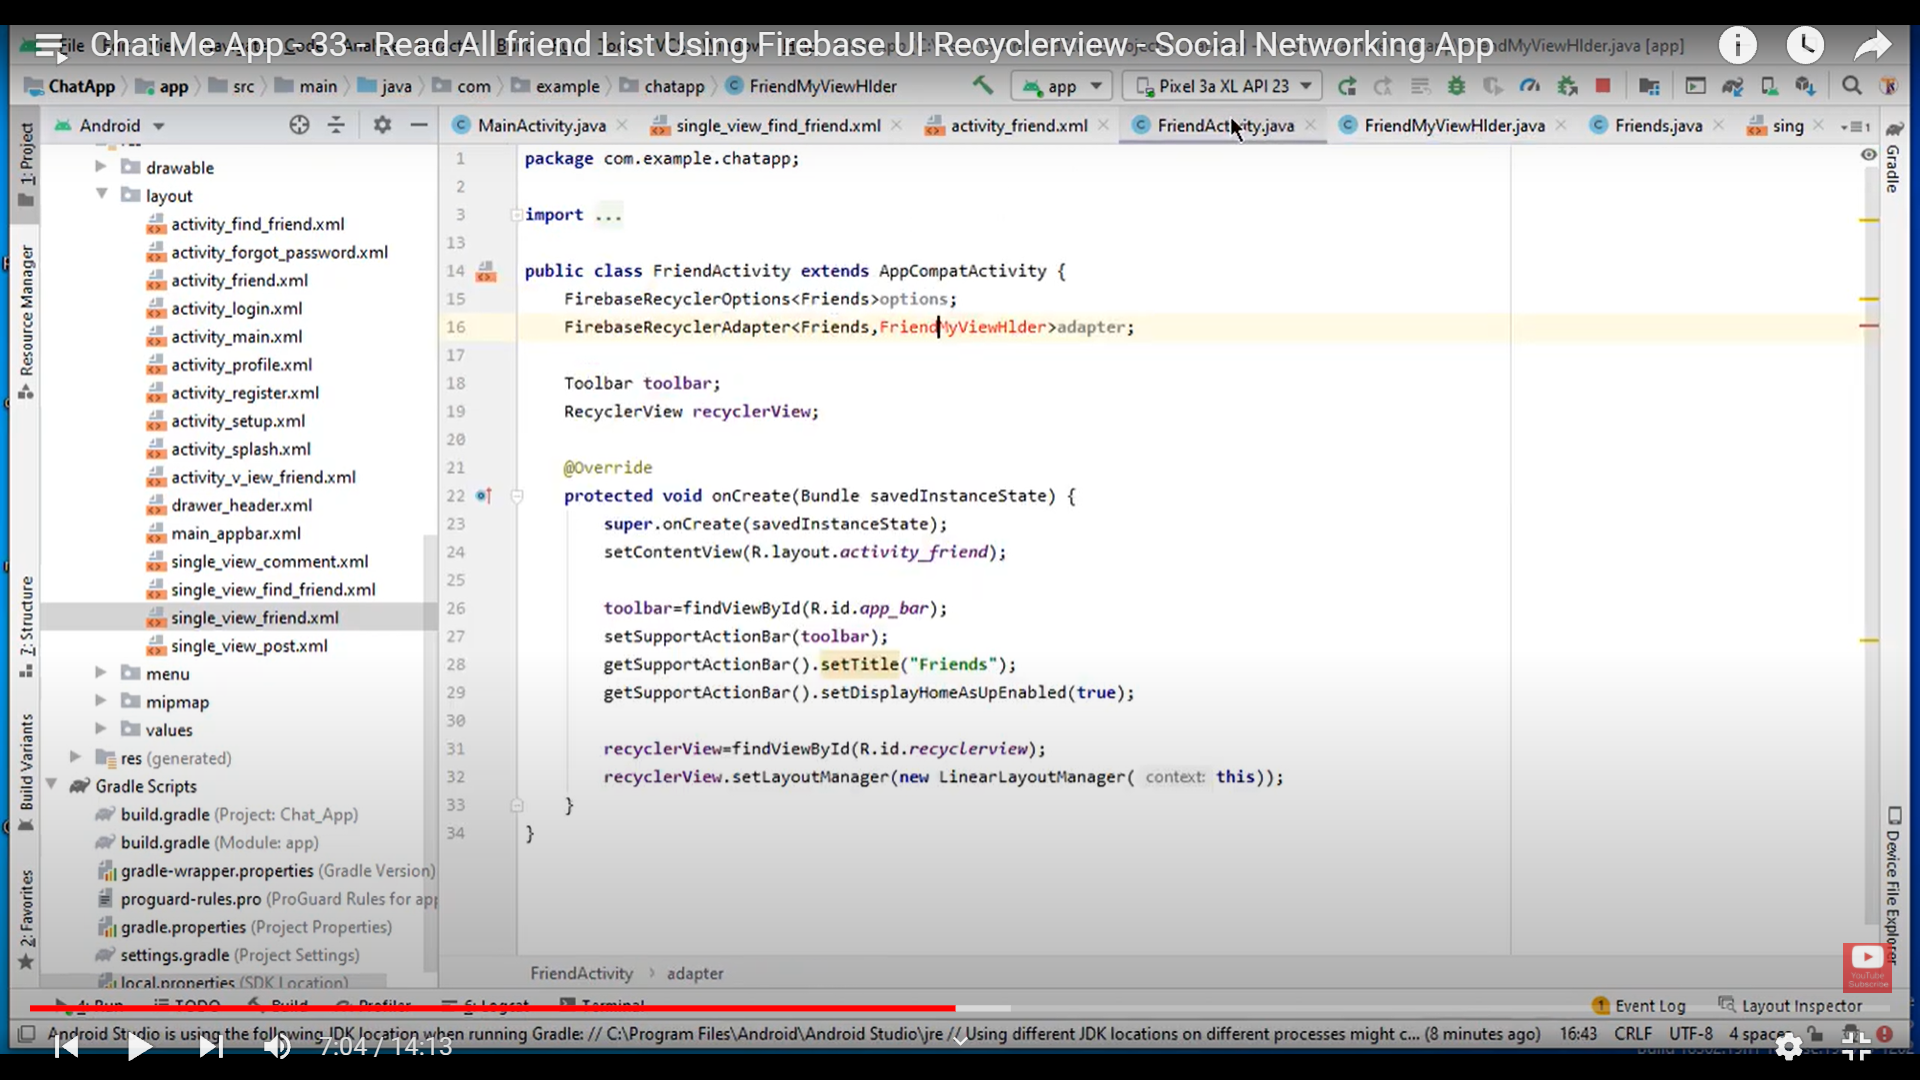 Chat Me App - 33 - Read All friend List Using Firebase UI Recyclerview - Social Networking App
File
HIder.java [app]
ChatApp app src main java com example chatapp FriendMyViewHlder
app Pixel 3a XL API 23
Android
MainActivity.java single_view_find_friend.xml activity_friend.xml FriendActivity.java FriendMyViewHlder.java Friends.java sing
1: Project
Resource Manager
7: Structure
Build Variants
2: Favorites
drawable
layout
activity_find_friend.xml
activity_forgot_password.xml
activity_friend.xml
activity_login.xml
activity_main.xml
activity_profile.xml
activity_register.xml
activity_setup.xml
activity_splash.xml
activity_v_iew_friend.xml
drawer_header.xml
main_appbar.xml
single_view_comment.xml
single_view_find_friend.xml
single_view_friend.xml
single_view_post.xml
menu
mipmap
values
res (generated)
Gradle Scripts
build.gradle (Project: Chat_App)
build.gradle (Module: app)
gradle-wrapper.properties (Gradle Version)
proguard-rules.pro (ProGuard Rules for app
gradle.properties (Project Properties)
settings.gradle (Project Settings)
local.properties (SDK Location)
1 package com.example.chatapp;
2
3 import ...
13
14 public class FriendActivity extends AppCompatActivity {
15 FirebaseRecyclerOptions<Friends>options;
16 FirebaseRecyclerAdapter<Friends,FriendMyViewHlder>adapter;
17
18 Toolbar toolbar;
19 RecyclerView recyclerView;
20
21 @Override
22 protected void onCreate(Bundle savedInstanceState) {
23 super.onCreate(savedInstanceState);
24 setContentView(R.layout.activity_friend);
25
26 toolbar=findViewById(R.id.app_bar);
27 setSupportActionBar(toolbar);
28 getSupportActionBar().setTitle("Friends");
29 getSupportActionBar().setDisplayHomeAsUpEnabled(true);
30
31 recyclerView=findViewById(R.id.recyclerview);
32 recyclerView.setLayoutManager(new LinearLayoutManager( context: this));
33 }
34 }
Gradle
Device File Explorer
FriendActivity > adapter
YouTube
Subscribe
4: Run TODO Build Profiler 6: Logcat Terminal
1 Event Log Layout Inspector
Android Studio is using the following JDK location when running Gradle: // C:\Program Files\Android\Android Studio\jre // Using different JDK locations on different processes might c... (8 minutes ago) 16:43 CRLF UTF-8 4 spaces
7:04 / 14:13